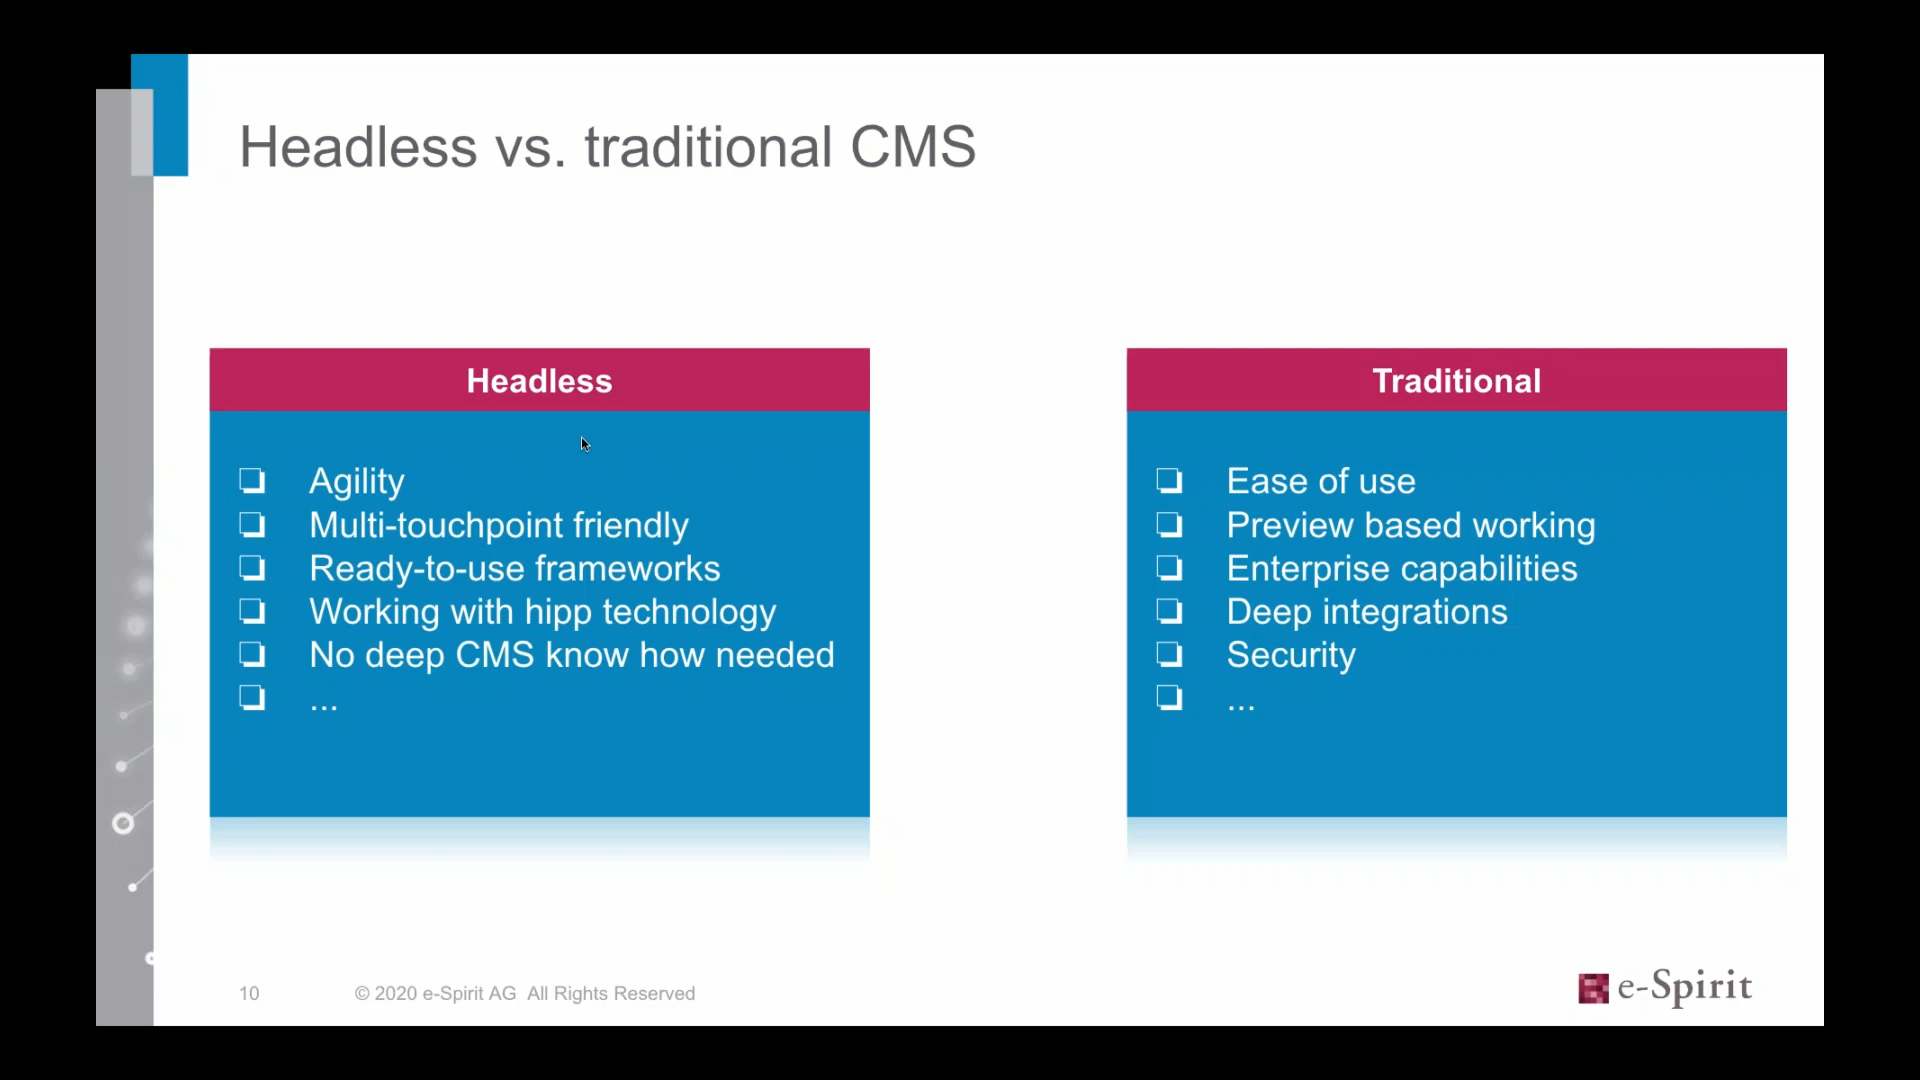 Headless vs. traditional CMS
Headless
Agility
Multi-touchpoint friendly
Ready-to-use frameworks
Working with hipp technology
No deep CMS know how needed
...
Traditional
Ease of use
Preview based working
Enterprise capabilities
Deep integrations
Security
...
10
© 2020 e-Spirit AG All Rights Reserved
e-Spirit